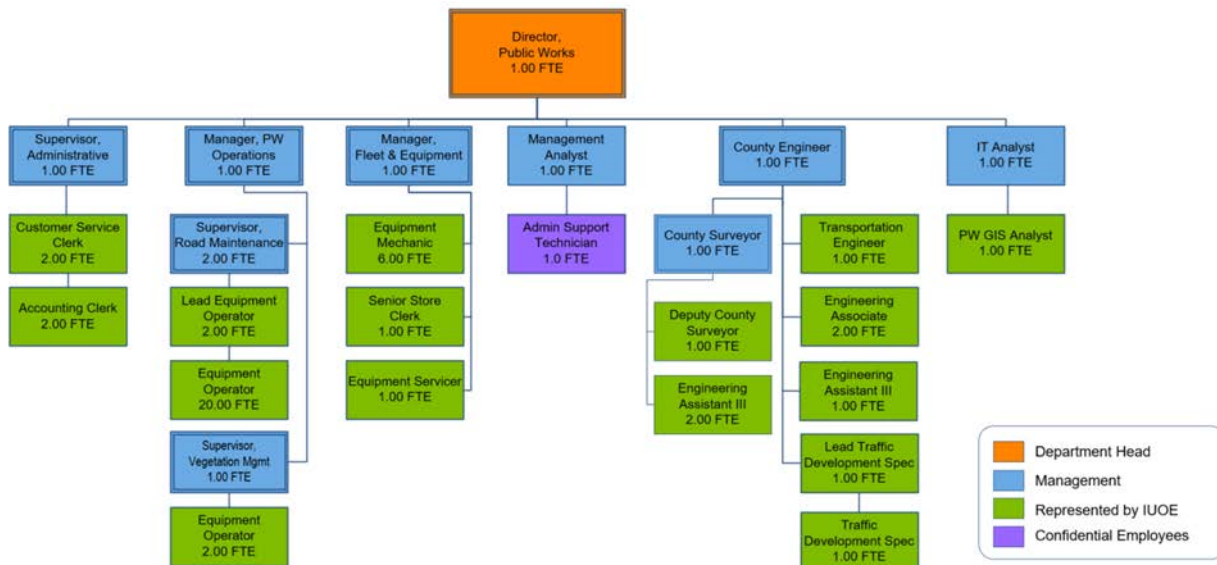 Director,
Public Works
1.00 FTE
Supervisor,
Administrative
1.00 FTE
Manager, PW
Operations
1.00 FTE
Manager,
Fleet & Equipment
1.00 FTE
Management
Analyst
1.00 FTE
County Engineer
1.00 FTE
IT Analyst
1.00 FTE
Customer Service
Clerk
2.00 FTE
Accounting Clerk
2.00 FTE
Supervisor,
Road Maintenance
2.00 FTE
Lead Equipment
Operator
2.00 FTE
Equipment
Operator
20.00 FTE
Supervisor,
Vegetation Mgmt
1.00 FTE
Equipment
Operator
2.00 FTE
Equipment
Mechanic
6.00 FTE
Senior Store
Clerk
1.00 FTE
Equipment Servicer
1.00 FTE
Admin Support
Technician
1.0 FTE
County Surveyor
1.00 FTE
Deputy County
Surveyor
1.00 FTE
Engineering
Assistant III
2.00 FTE
Transportation
Engineer
1.00 FTE
Engineering
Associate
2.00 FTE
Engineering
Assistant III
1.00 FTE
Lead Traffic
Development Spec
1.00 FTE
Traffic
Development Spec
1.00 FTE
PW GIS Analyst
1.00 FTE
Department Head
Management
Represented by IUOE
Confidential Employees